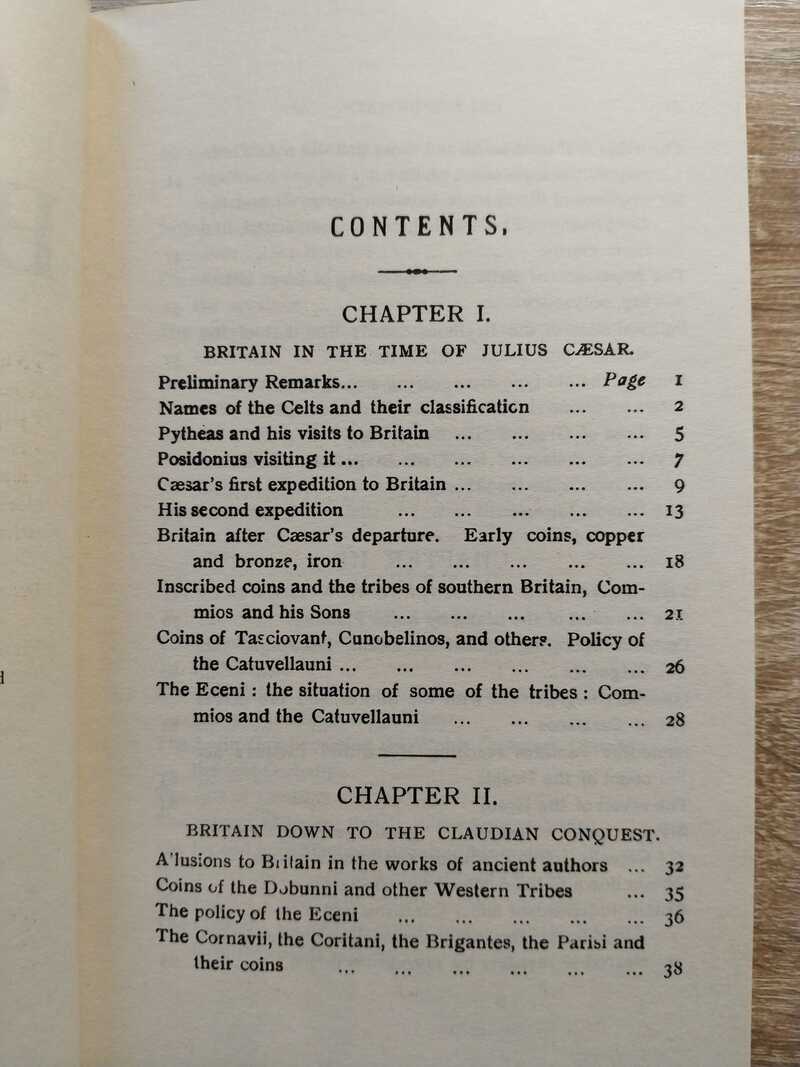 CONTENTS.
CHAPTER I.
BRITAIN IN THE TIME OF JULIUS CÆSAR.
Preliminary Remarks... ... ... ... ... Page 1
Names of the Celts and their classification ... ... 2
Pytheas and his visits to Britain ... ... ... ... 5
Posidonius visiting it ... ... ... ... ... ... 7
Cæsar's first expedition to Britain ... ... ... ... 9
His second expedition ... ... ... ... ... 13
Britain after Cæsar's departure. Early coins, copper
and bronze, iron ... ... ... ... ... 18
Inscribed coins and the tribes of southern Britain, Com-
mios and his Sons ... ... ... ... ... 21
Coins of Tasciovant, Cunobelinos, and others. Policy of
the Catuvellauni ... ... ... ... ... ... 26
The Eceni : the situation of some of the tribes : Com-
mios and the Catuvellauni ... ... ... ... 28
CHAPTER II.
BRITAIN DOWN TO THE CLAUDIAN CONQUEST.
Allusions to Britain in the works of ancient authors ... 32
Coins of the Dobunni and other Western Tribes ... 35
The policy of the Eceni ... ... ... ... ... 36
The Cornavii, the Coritani, the Brigantes, the Parisi and
their coins ... ... ... ... ... ... 38